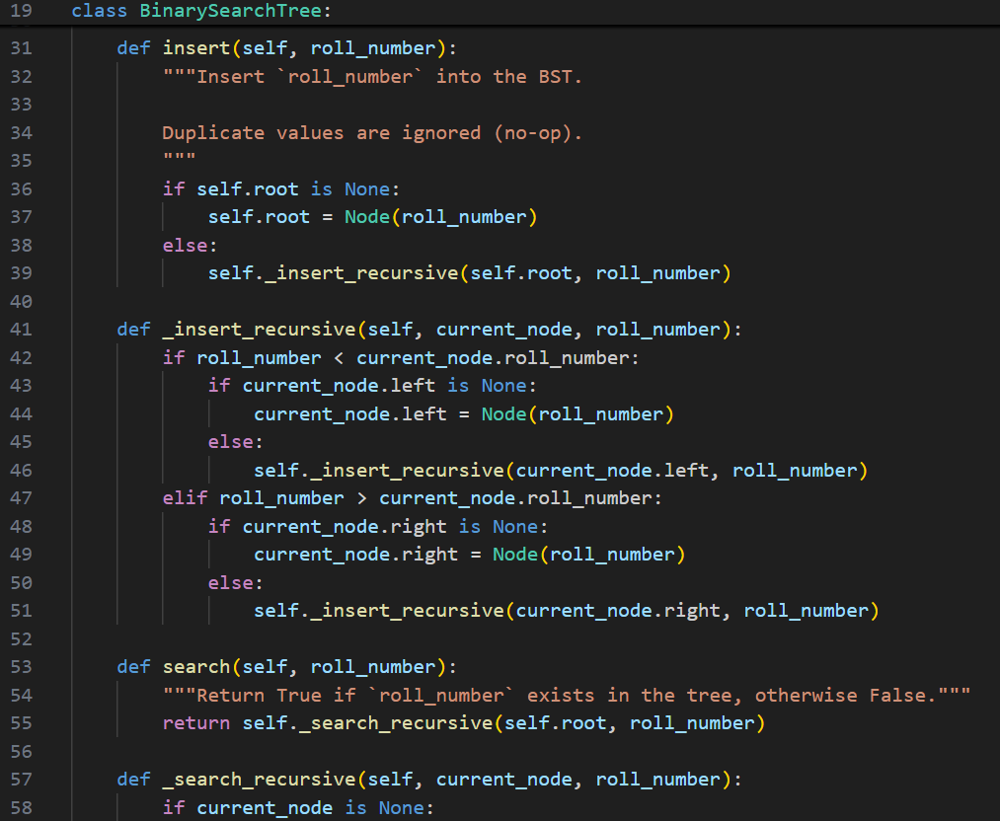 19 class BinarySearchTree:
31     def insert(self, roll_number):
32         """Insert `roll_number` into the BST.
33
34         Duplicate values are ignored (no-op).
35         """
36         if self.root is None:
37             self.root = Node(roll_number)
38         else:
39             self._insert_recursive(self.root, roll_number)
40
41     def _insert_recursive(self, current_node, roll_number):
42         if roll_number < current_node.roll_number:
43             if current_node.left is None:
44                 current_node.left = Node(roll_number)
45             else:
46                 self._insert_recursive(current_node.left, roll_number)
47         elif roll_number > current_node.roll_number:
48             if current_node.right is None:
49                 current_node.right = Node(roll_number)
50             else:
51                 self._insert_recursive(current_node.right, roll_number)
52
53     def search(self, roll_number):
54         """Return True if `roll_number` exists in the tree, otherwise False."""
55         return self._search_recursive(self.root, roll_number)
56
57     def _search_recursive(self, current_node, roll_number):
58         if current_node is None: